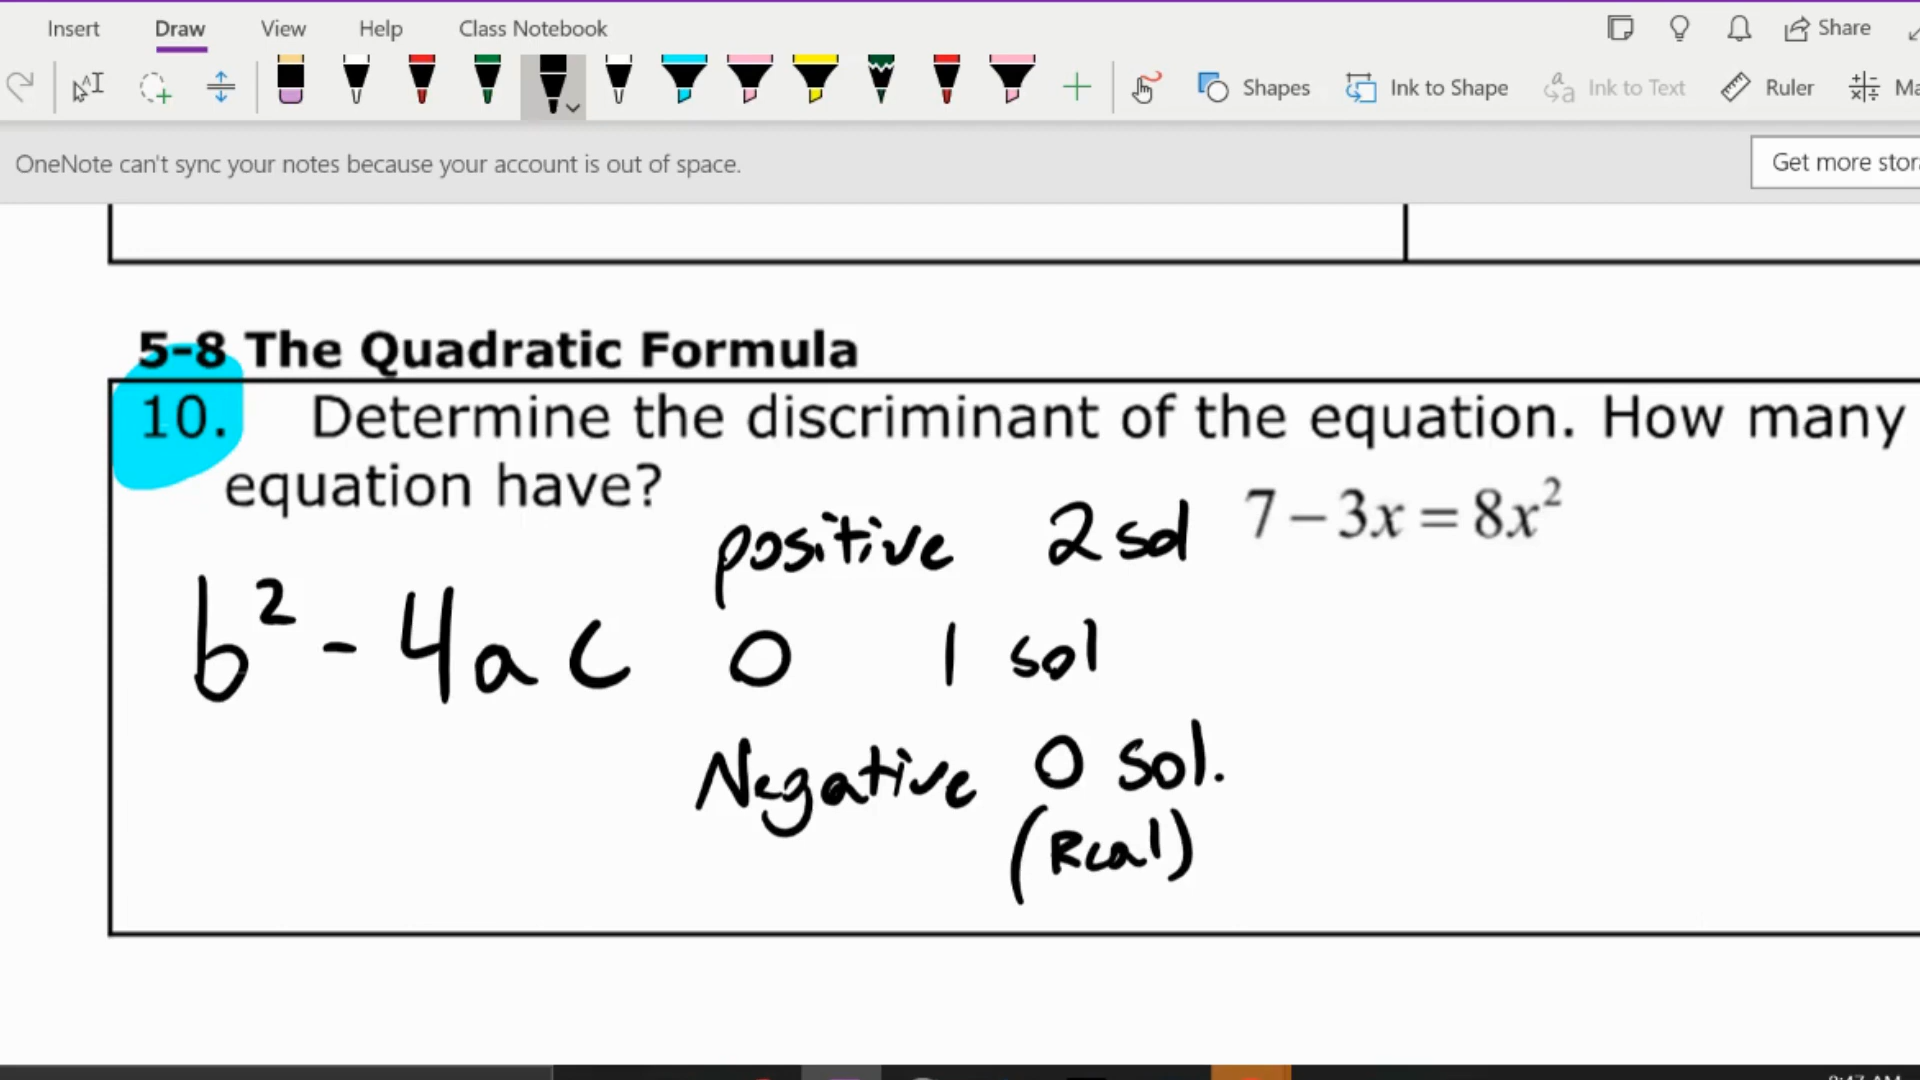 Insert Draw View Help Class Notebook Share
Shapes Ink to Shape Ink to Text Ruler Ma
OneNote can't sync your notes because your account is out of space. Get more stor
5-8 The Quadratic Formula
10. Determine the discriminant of the equation. How many
equation have?
7 − 3x = 8x²
positive 2 sol
b² - 4ac 0 1 sol
Negative 0 sol.
(Real)